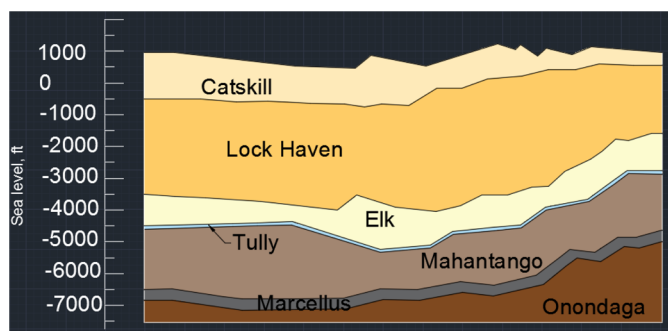 1000
0
-1000
-2000
-3000
-4000
-5000
-6000
-7000
Sea level, ft
Catskill
Lock Haven
Elk
Tully
Mahantango
Marcellus
Onondaga